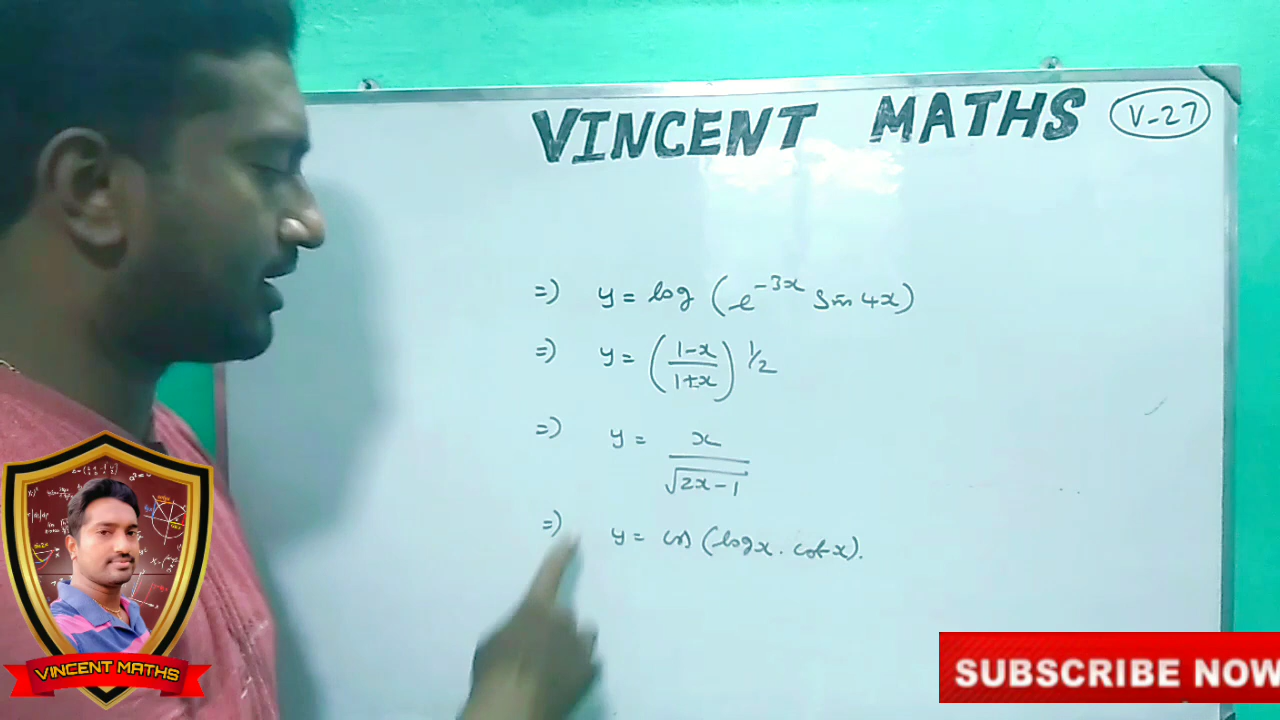 VINCENT MATHS V-27
=) y = log (e^-3x Sin 4x)
=) y = (1-x / 1+x)^1/2
=) y = x / √2x-1
=) y = cos (logx . cot x).
VINCENT MATHS
SUBSCRIBE NOW